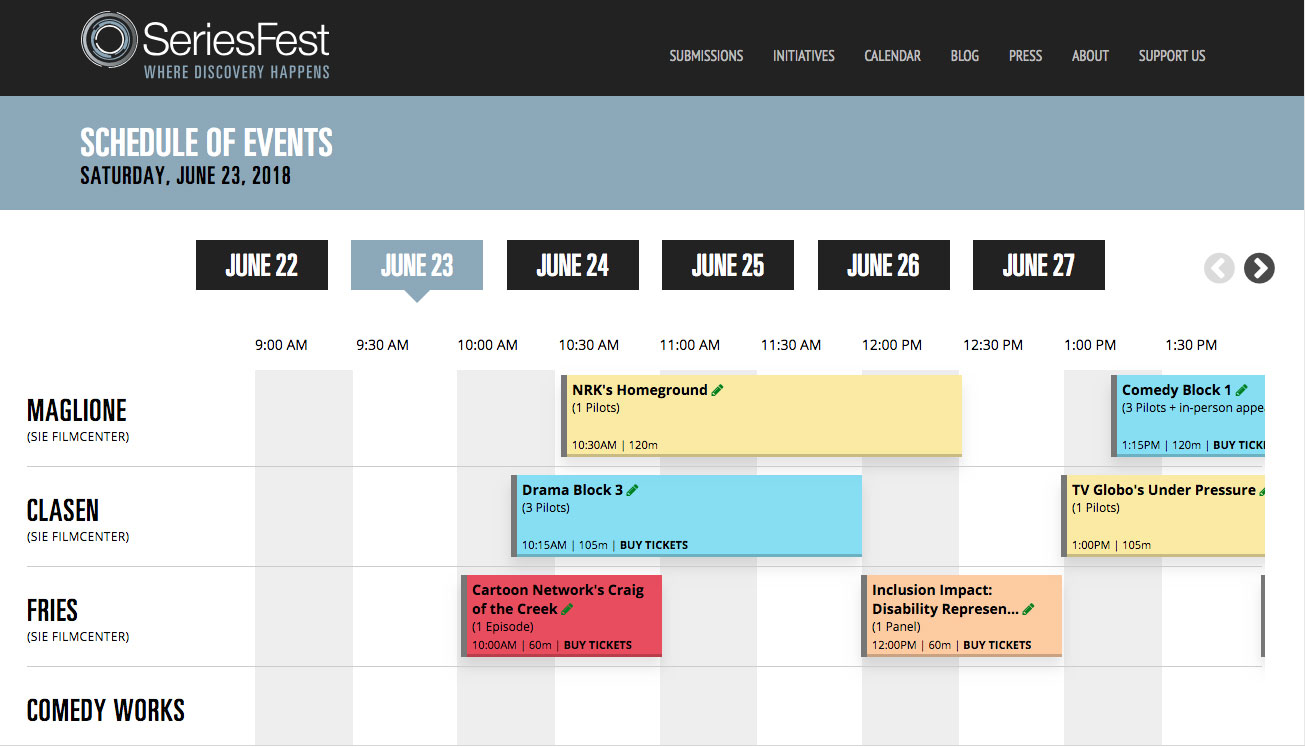 SeriesFest
WHERE DISCOVERY HAPPENS
SUBMISSIONS INITIATIVES CALENDAR BLOG PRESS ABOUT SUPPORT US
SCHEDULE OF EVENTS
SATURDAY, JUNE 23, 2018
JUNE 22 JUNE 23 JUNE 24 JUNE 25 JUNE 26 JUNE 27
9:00 AM 9:30 AM 10:00 AM 10:30 AM 11:00 AM 11:30 AM 12:00 PM 12:30 PM 1:00 PM 1:30 PM
MAGLIONE
(SIE FILMCENTER)
NRK's Homeground
(1 Pilots)
10:30AM | 120m
Comedy Block 1
(3 Pilots + in-person appea
1:15PM | 120m | BUY TICK
CLASEN
(SIE FILMCENTER)
Drama Block 3
(3 Pilots)
10:15AM | 105m | BUY TICKETS
TV Globo's Under Pressure
(1 Pilots)
1:00PM | 105m
FRIES
(SIE FILMCENTER)
Cartoon Network's Craig
of the Creek
(1 Episode)
10:00AM | 60m | BUY TICKETS
Inclusion Impact:
Disability Represen...
(1 Panel)
12:00PM | 60m | BUY TICKETS
COMEDY WORKS